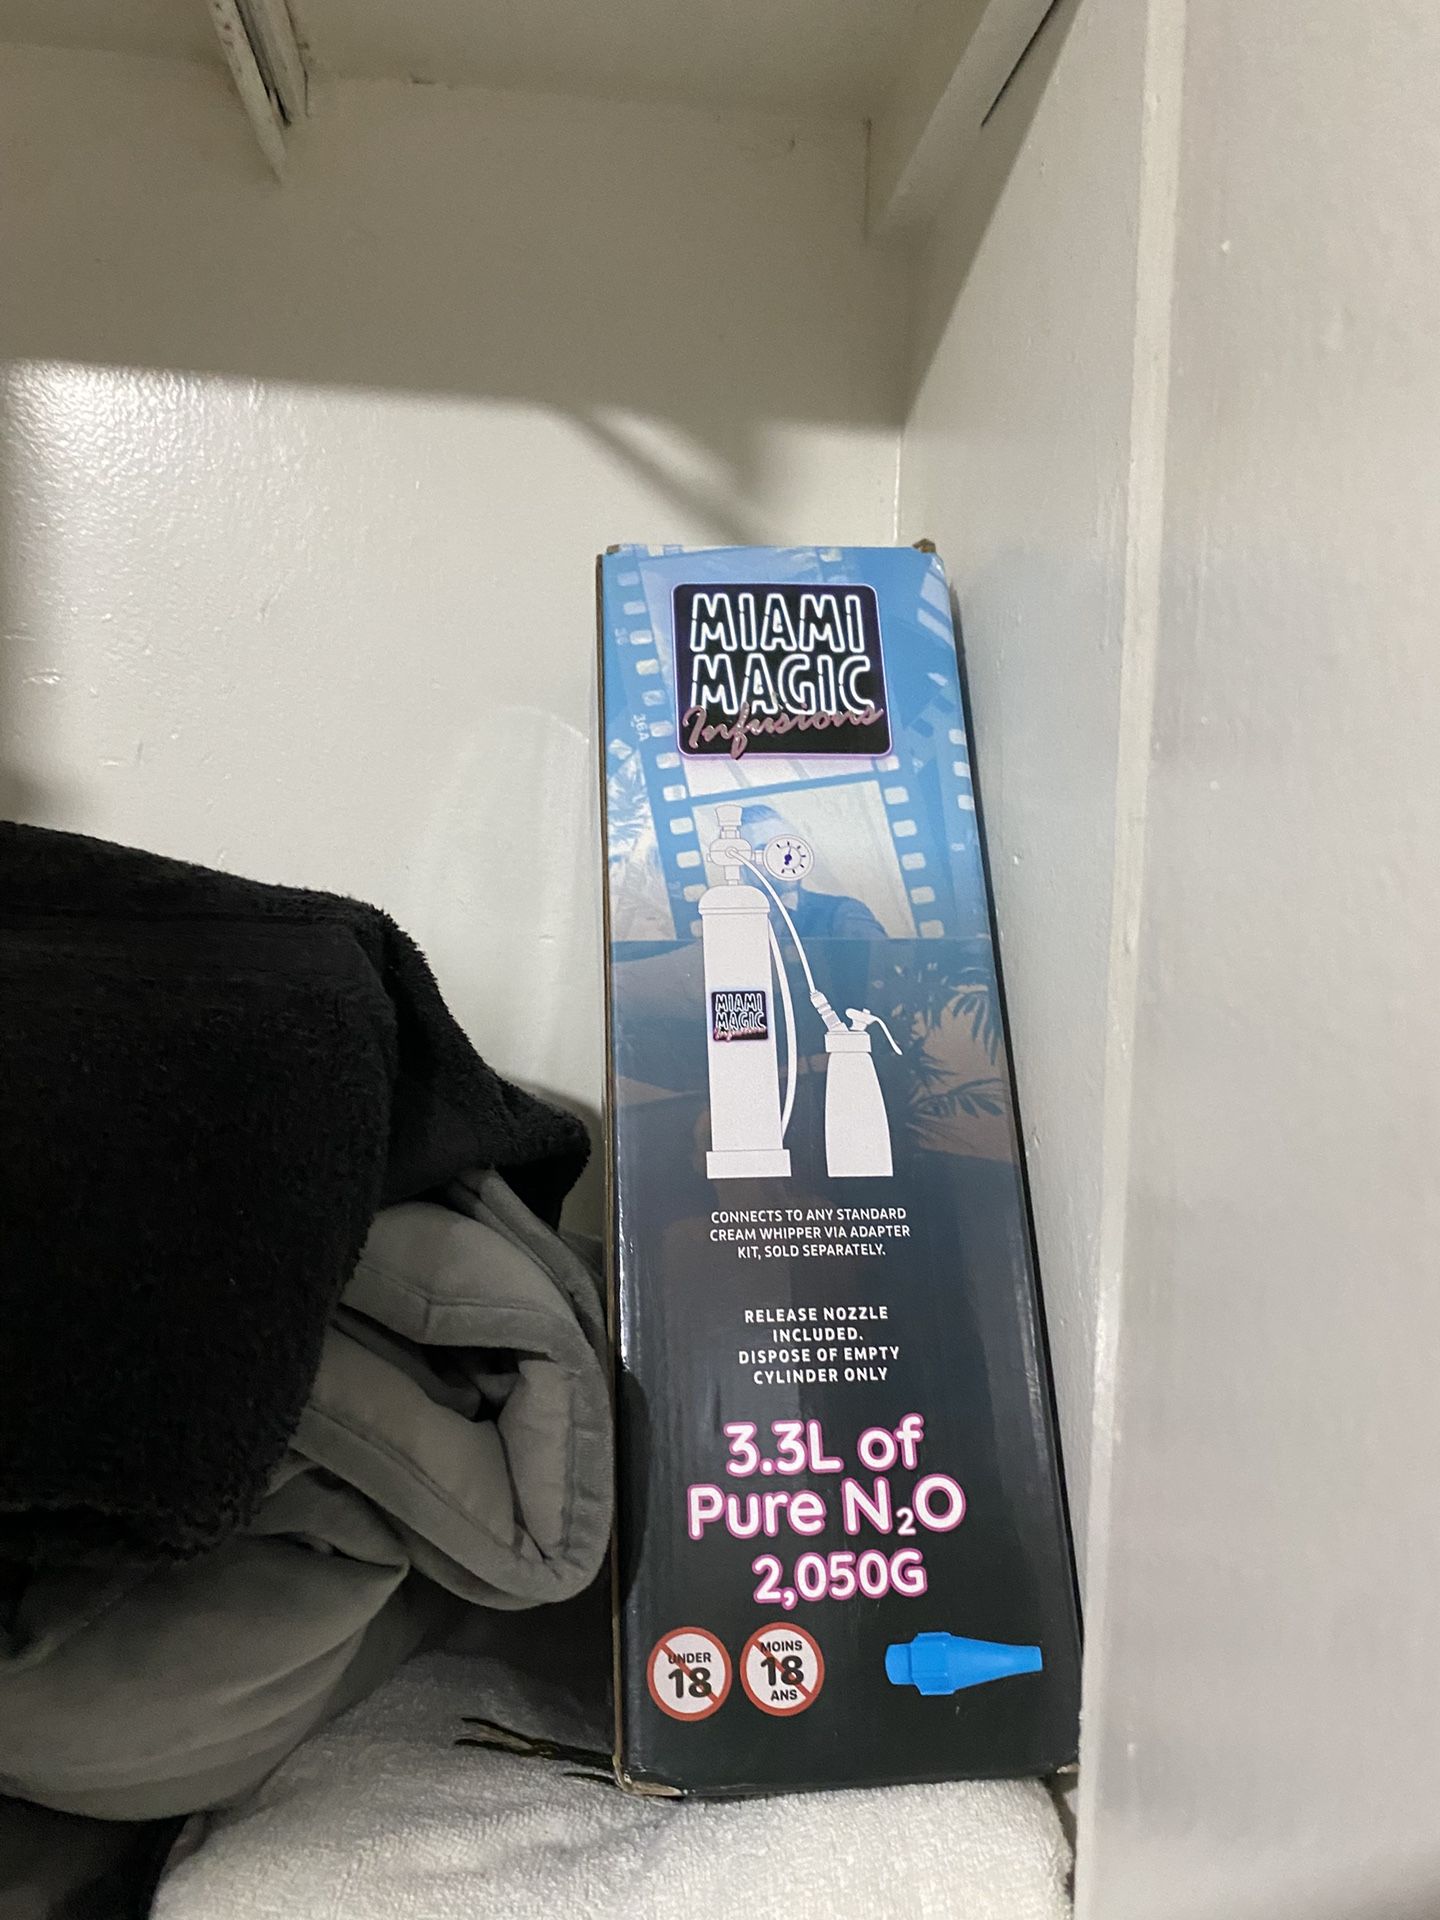 MIAMI
MAGIC
Infusions
MIAMI
MAGIC
Infusions
CONNECTS TO ANY STANDARD
CREAM WHIPPER VIA ADAPTER
KIT, SOLD SEPARATELY.
RELEASE NOZZLE
INCLUDED.
DISPOSE OF EMPTY
CYLINDER ONLY
3.3L of
Pure N₂O
2,050G
UNDER
18
MOINS
18
ANS